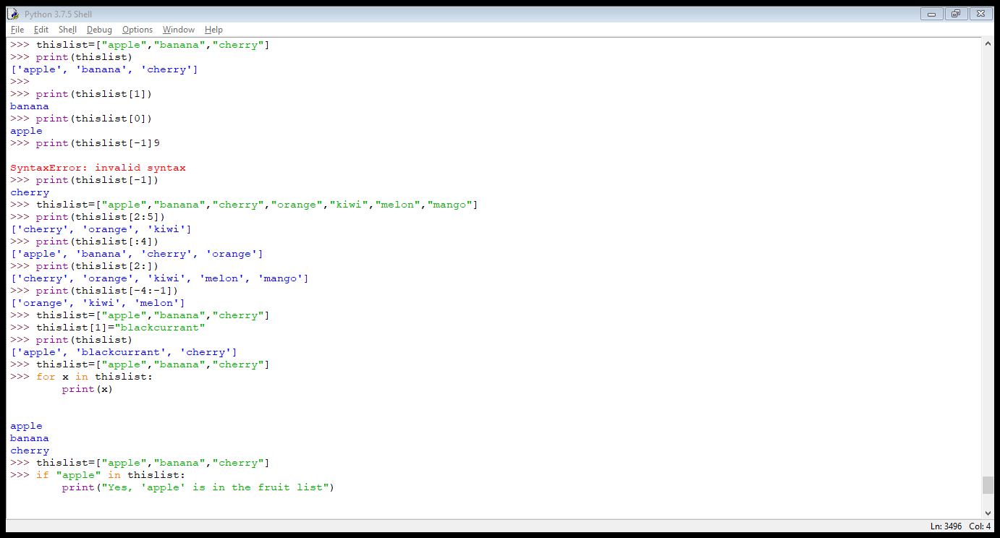 Python 3.7.5 Shell
File Edit Shell Debug Options Window Help
>>> thislist=["apple","banana","cherry"]
>>> print(thislist)
['apple', 'banana', 'cherry']
>>>
>>> print(thislist[1])
banana
>>> print(thislist[0])
apple
>>> print(thislist[-1]9
SyntaxError: invalid syntax
>>> print(thislist[-1])
cherry
>>> thislist=["apple","banana","cherry","orange","kiwi","melon","mango"]
>>> print(thislist[2:5])
['cherry', 'orange', 'kiwi']
>>> print(thislist[:4])
['apple', 'banana', 'cherry', 'orange']
>>> print(thislist[2:])
['cherry', 'orange', 'kiwi', 'melon', 'mango']
>>> print(thislist[-4:-1])
['orange', 'kiwi', 'melon']
>>> thislist=["apple","banana","cherry"]
>>> thislist[1]="blackcurrant"
>>> print(thislist)
['apple', 'blackcurrant', 'cherry']
>>> thislist=["apple","banana","cherry"]
>>> for x in thislist:
        print(x)
apple
banana
cherry
>>> thislist=["apple","banana","cherry"]
>>> if "apple" in thislist:
        print("Yes, 'apple' is in the fruit list")
Ln: 3496 Col: 4